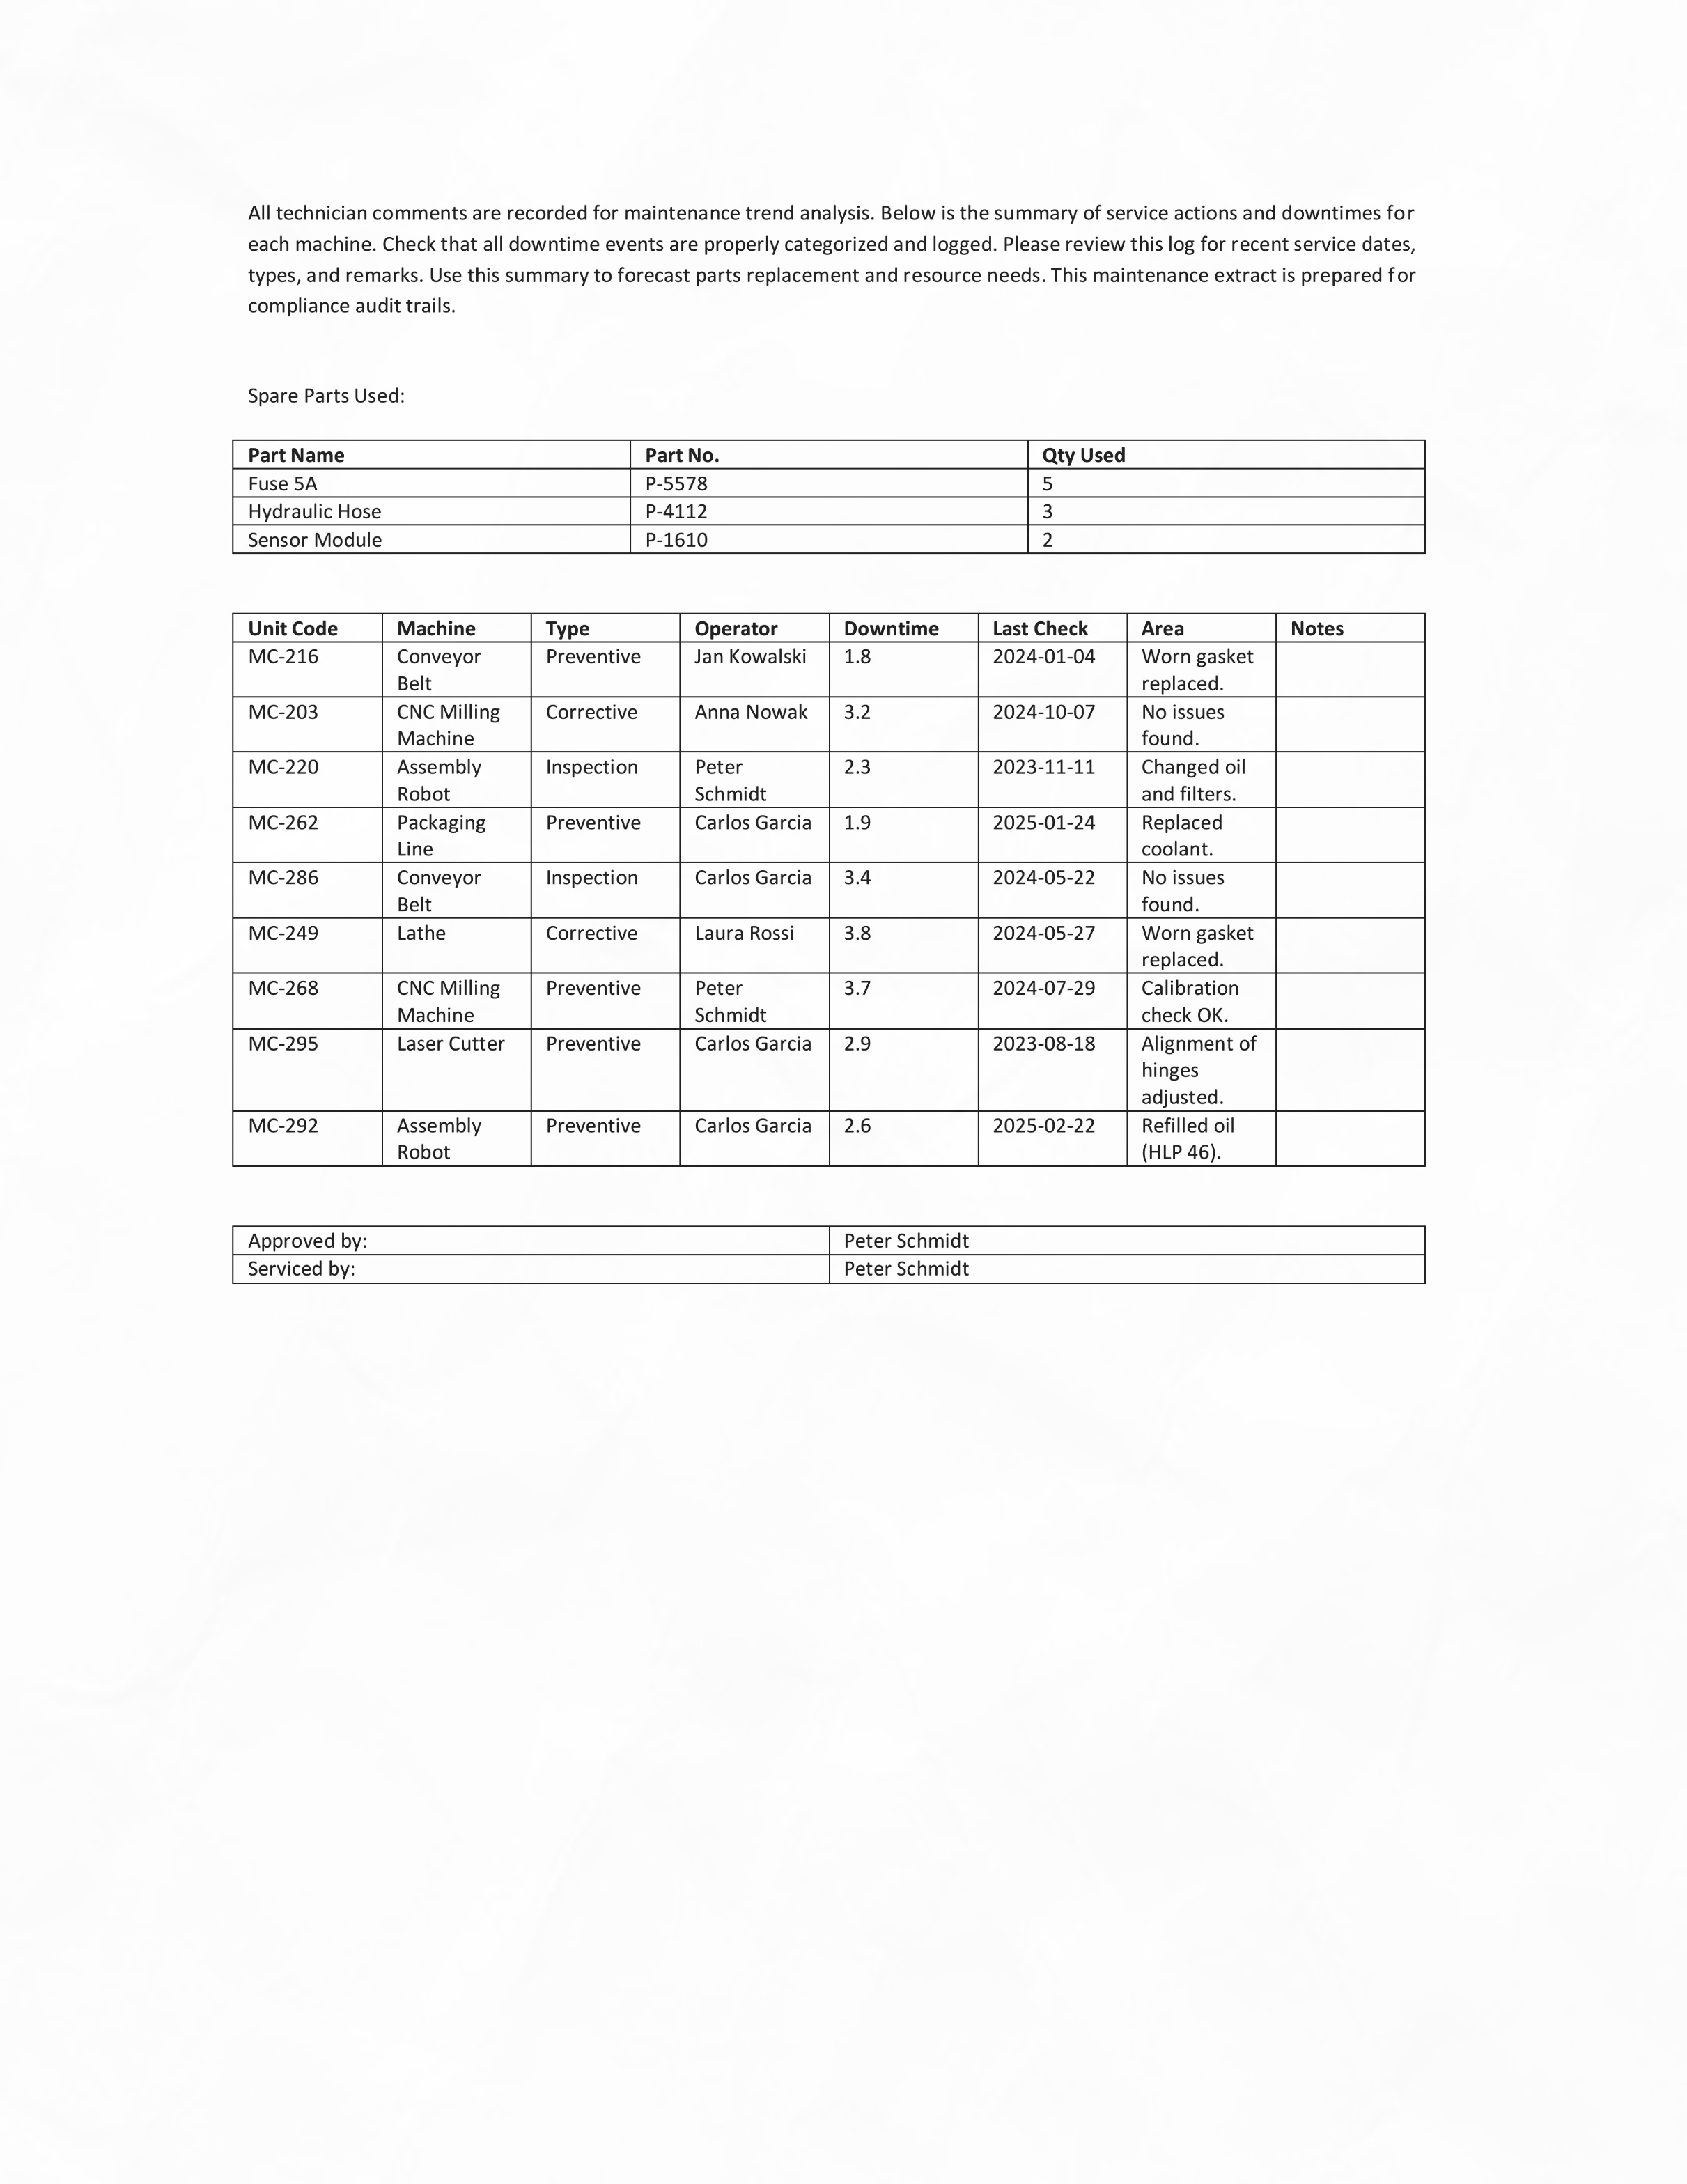 All technician comments are recorded for maintenance trend analysis. Below is the summary of service actions and downtimes for
each machine. Check that all downtime events are properly categorized and logged. Please review this log for recent service dates,
types, and remarks. Use this summary to forecast parts replacement and resource needs. This maintenance extract is prepared for
compliance audit trails.
Spare Parts Used:
Part Name Part No. Qty Used
Fuse 5A P-5578 5
Hydraulic Hose P-4112 3
Sensor Module P-1610 2
Unit Code Machine Type Operator Downtime Last Check Area Notes
MC-216 Conveyor Preventive Jan Kowalski 1.8 2024-01-04 Worn gasket
Belt replaced.
MC-203 CNC Milling Corrective Anna Nowak 3.2 2024-10-07 No issues
Machine found.
MC-220 Assembly Inspection Peter 2.3 2023-11-11 Changed oil
Robot Schmidt and filters.
MC-262 Packaging Preventive Carlos Garcia 1.9 2025-01-24 Replaced
Line coolant.
MC-286 Conveyor Inspection Carlos Garcia 3.4 2024-05-22 No issues
Belt found.
MC-249 Lathe Corrective Laura Rossi 3.8 2024-05-27 Worn gasket
replaced.
MC-268 CNC Milling Preventive Peter 3.7 2024-07-29 Calibration
Machine Schmidt check OK.
MC-295 Laser Cutter Preventive Carlos Garcia 2.9 2023-08-18 Alignment of
hinges
adjusted.
MC-292 Assembly Preventive Carlos Garcia 2.6 2025-02-22 Refilled oil
Robot (HLP 46).
Approved by: Peter Schmidt
Serviced by: Peter Schmidt